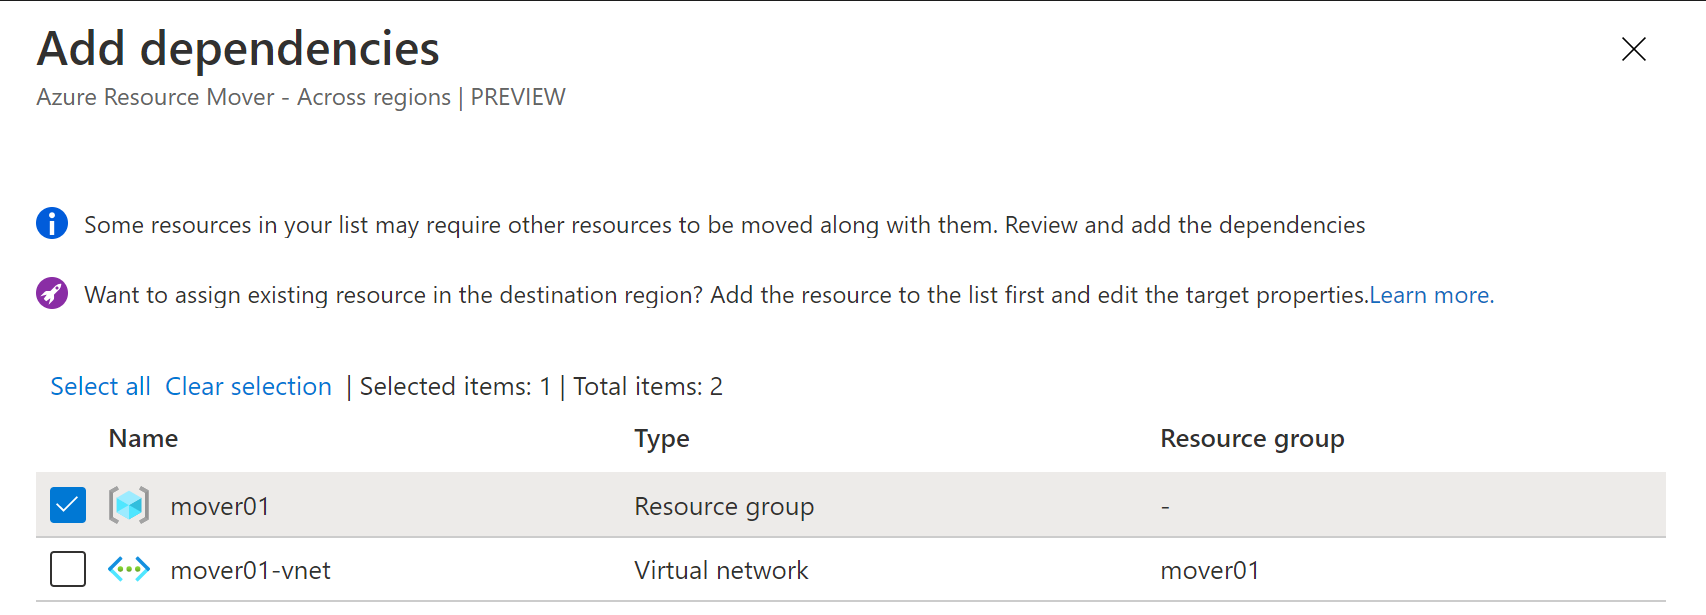 Add dependencies
Azure Resource Mover - Across regions | PREVIEW
Some resources in your list may require other resources to be moved along with them. Review and add the dependencies
Want to assign existing resource in the destination region? Add the resource to the list first and edit the target properties.Learn more.
Select all Clear selection | Selected items: 1 | Total items: 2
Name Type Resource group
mover01 Resource group -
mover01-vnet Virtual network mover01